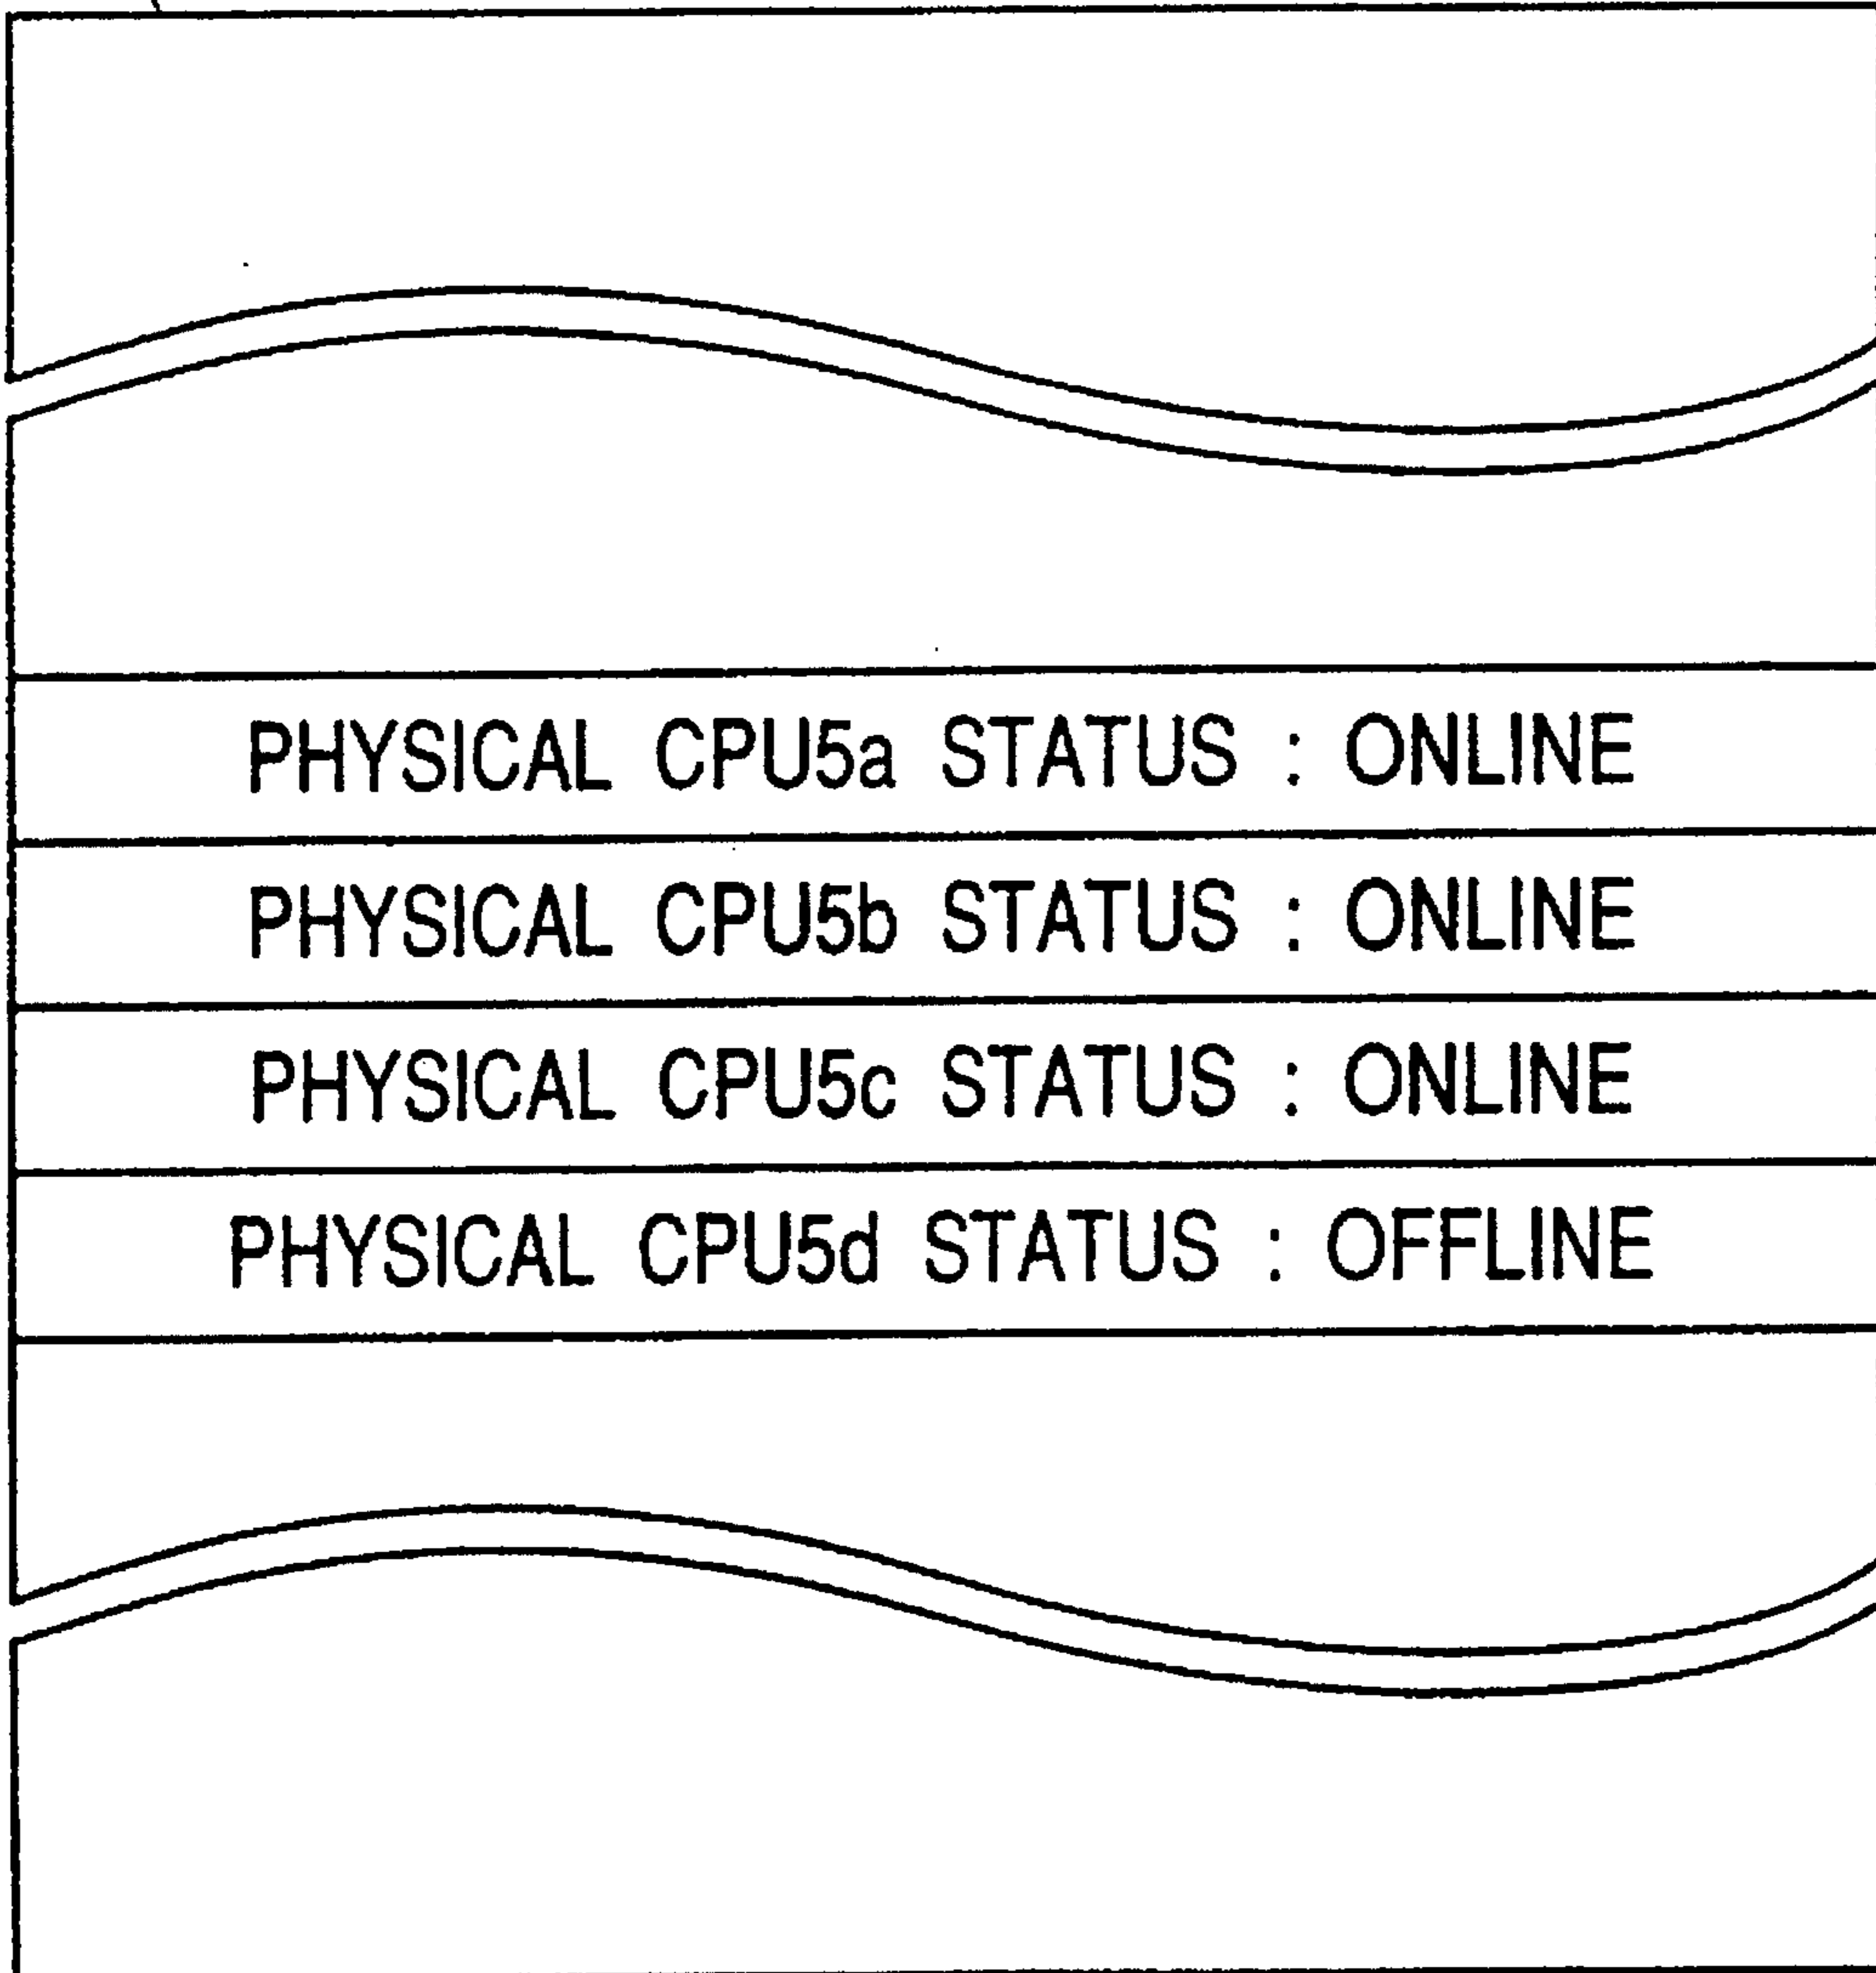 PHYSICAL CPU5a STATUS : ONLINE
PHYSICAL CPU5b STATUS : ONLINE
PHYSICAL CPU5c STATUS : ONLINE
PHYSICAL CPU5d STATUS : OFFLINE